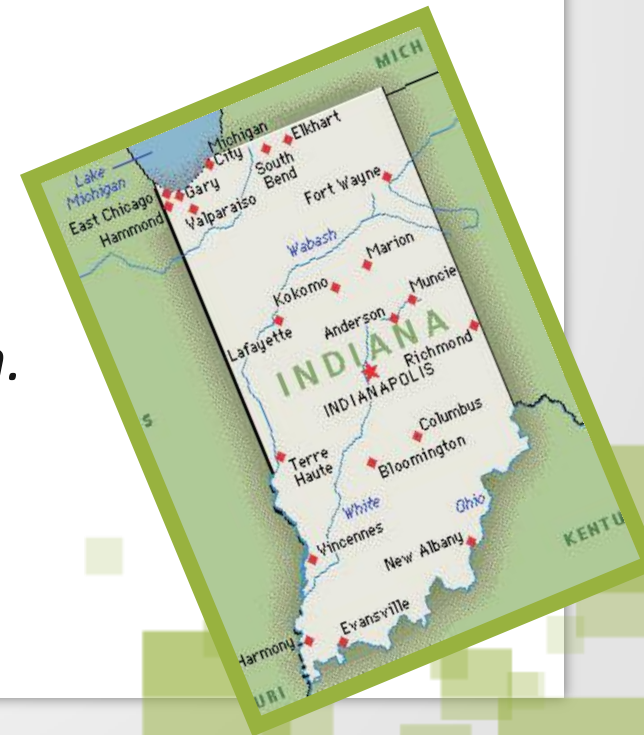 MICH
Lake
Michigan
Michigan
City
Elkhart
South
Bend
Gary
East Chicago
Hammond
Valparaiso
Fort Wayne
Wabash
Marion
Kokomo
Muncie
Anderson
Lafayette
INDIANA
Richmond
INDIANAPOLIS
Columbus
Terre
Haute
Bloomington
White
Ohio
Vincennes
New Albany
KENTU
Evansville
Harmony
URI
S
.